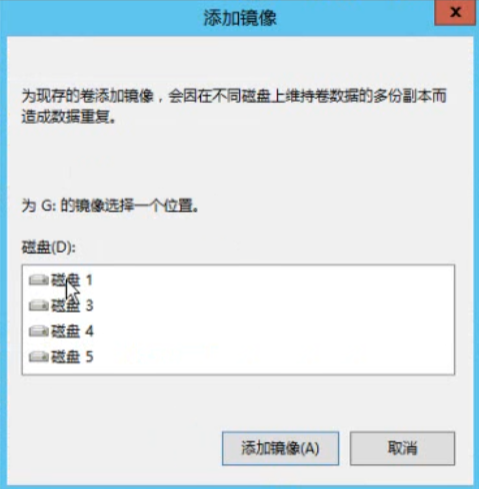 添加镜像
x
为现存的卷添加镜像，会因在不同磁盘上维持卷数据的多份副本而
造成数据重复。
为 G: 的镜像选择一个位置。
磁盘(D):
磁盘 1
磁盘 3
磁盘 4
磁盘 5
添加镜像(A)
取消